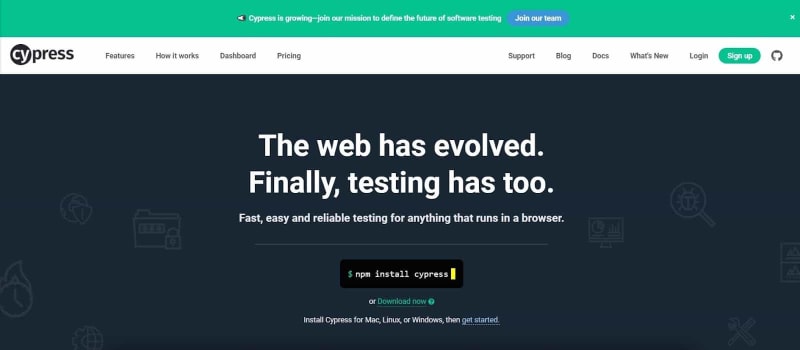 Cypress is growing—join our mission to define the future of software testing Join our team ×
cypress Features How it works Dashboard Pricing Support Blog Docs What's New Login Sign up
The web has evolved.
Finally, testing has too.
Fast, easy and reliable testing for anything that runs in a browser.
$ npm install cypress
or Download now ?
Install Cypress for Mac, Linux, or Windows, then get started.